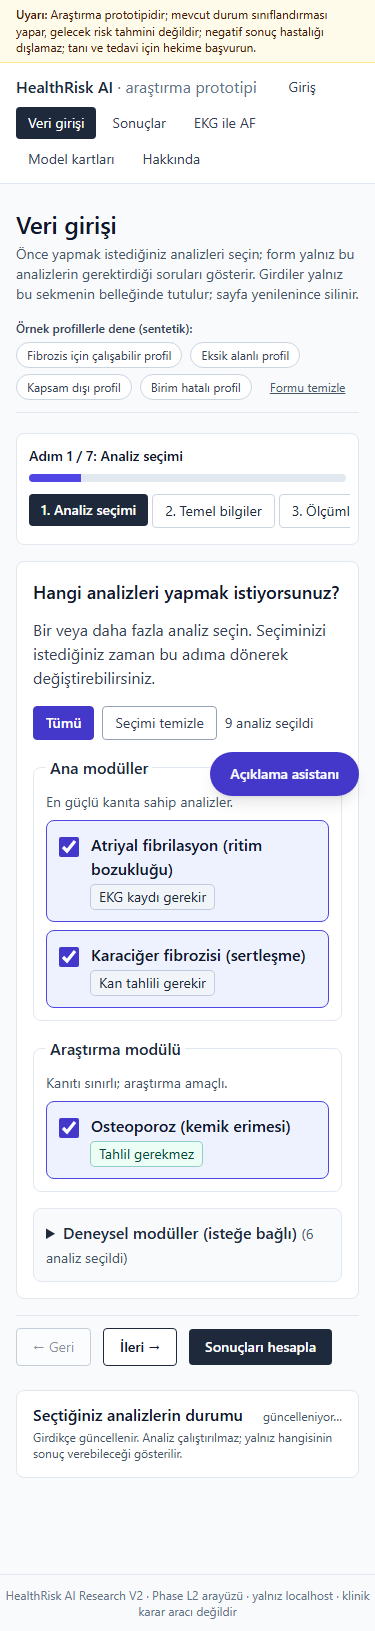 Uyarı: Araştırma prototipidir; mevcut durum sınıflandırması
yapar, gelecek risk tahmini değildir; negatif sonuç hastalığı
dışlamaz; tanı ve tedavi için hekime başvurun.
HealthRisk AI · araştırma prototipi Giriş
Veri girişi Sonuçlar EKG ile AF
Model kartları Hakkında
Veri girişi
Önce yapmak istediğiniz analizleri seçin; form yalnız bu
analizlerin gerektirdiği soruları gösterir. Girdiler yalnız
bu sekmenin belleğinde tutulur; sayfa yenilenince silinir.
Örnek profillerle dene (sentetik):
Fibrozis için çalışabilir profil Eksik alanlı profil
Kapsam dışı profil Birim hatalı profil Formu temizle
Adım 1 / 7: Analiz seçimi
1. Analiz seçimi 2. Temel bilgiler 3. Ölçüml
Hangi analizleri yapmak istiyorsunuz?
Bir veya daha fazla analiz seçin. Seçiminizi
istediğiniz zaman bu adıma dönerek
değiştirebilirsiniz.
Tümü Seçimi temizle 9 analiz seçildi
Ana modüller
Açıklama asistanı
En güçlü kanıta sahip analizler.
Atriyal fibrilasyon (ritim
bozukluğu)
EKG kaydı gerekir
Karaciğer fibrozisi (sertleşme)
Kan tahlili gerekir
Araştırma modülü
Kanıtı sınırlı; araştırma amaçlı.
Osteoporoz (kemik erimesi)
Tahlil gerekmez
▶ Deneysel modüller (isteğe bağlı) (6
analiz seçildi)
← Geri İleri → Sonuçları hesapla
Seçtiğiniz analizlerin durumu güncelleniyor...
Girdikçe güncellenir. Analiz çalıştırılmaz; yalnız hangisinin
sonuç verebileceği gösterilir.
HealthRisk AI Research V2 · Phase L2 arayüzü · yalnız localhost · klinik
karar aracı değildir